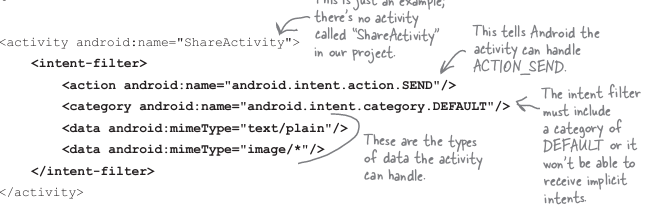 This is just an example;
there's no activity
called "ShareActivity"
in our project.
<activity android:name="ShareActivity">
This tells Android the
activity can handle
ACTION_SEND.
<intent-filter>
<action android:name="android.intent.action.SEND"/>
<category android:name="android.intent.category.DEFAULT"/>
The intent filter
must include
a category of
DEFAULT or it
won't be able to
receive implicit
intents.
<data android:mimeType="text/plain"/>
<data android:mimeType="image/*"/>
These are the types
of data the activity
can handle.
</intent-filter>
</activity>